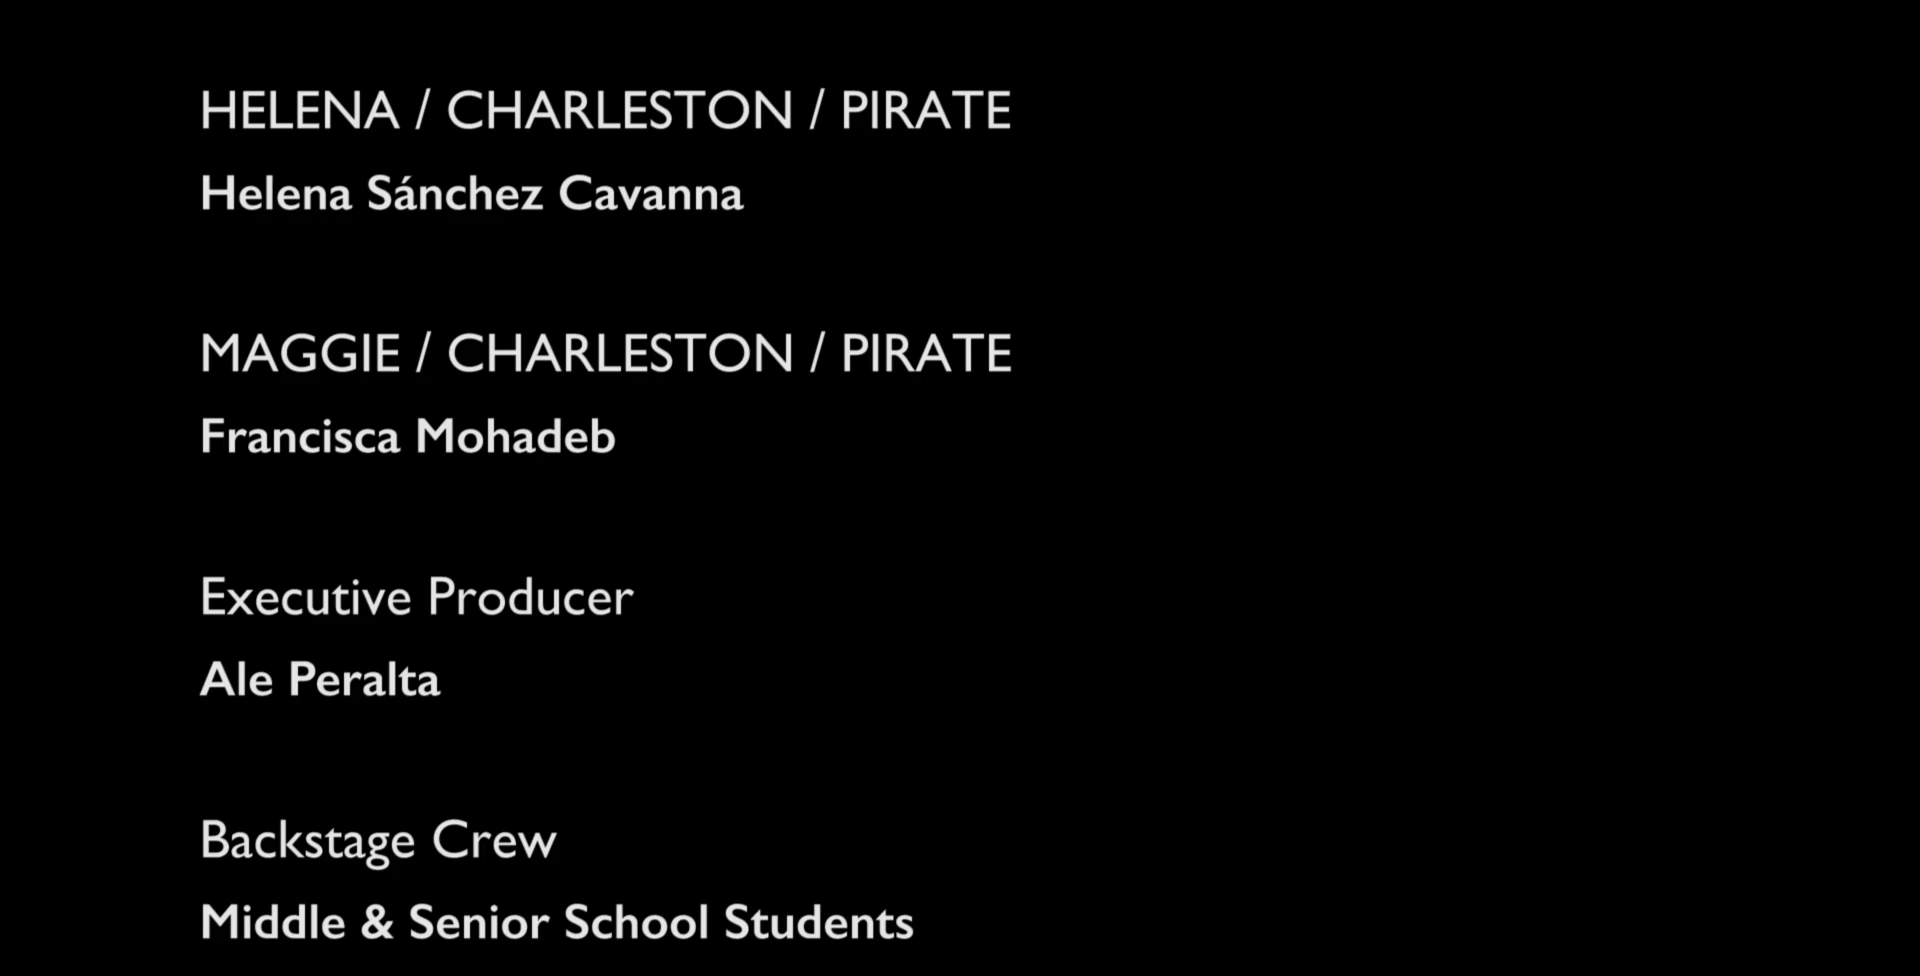 HELENA / CHARLESTON / PIRATE
Helena Sánchez Cavanna
MAGGIE / CHARLESTON / PIRATE
Francisca Mohadeb
Executive Producer
Ale Peralta
Backstage Crew
Middle & Senior School Students